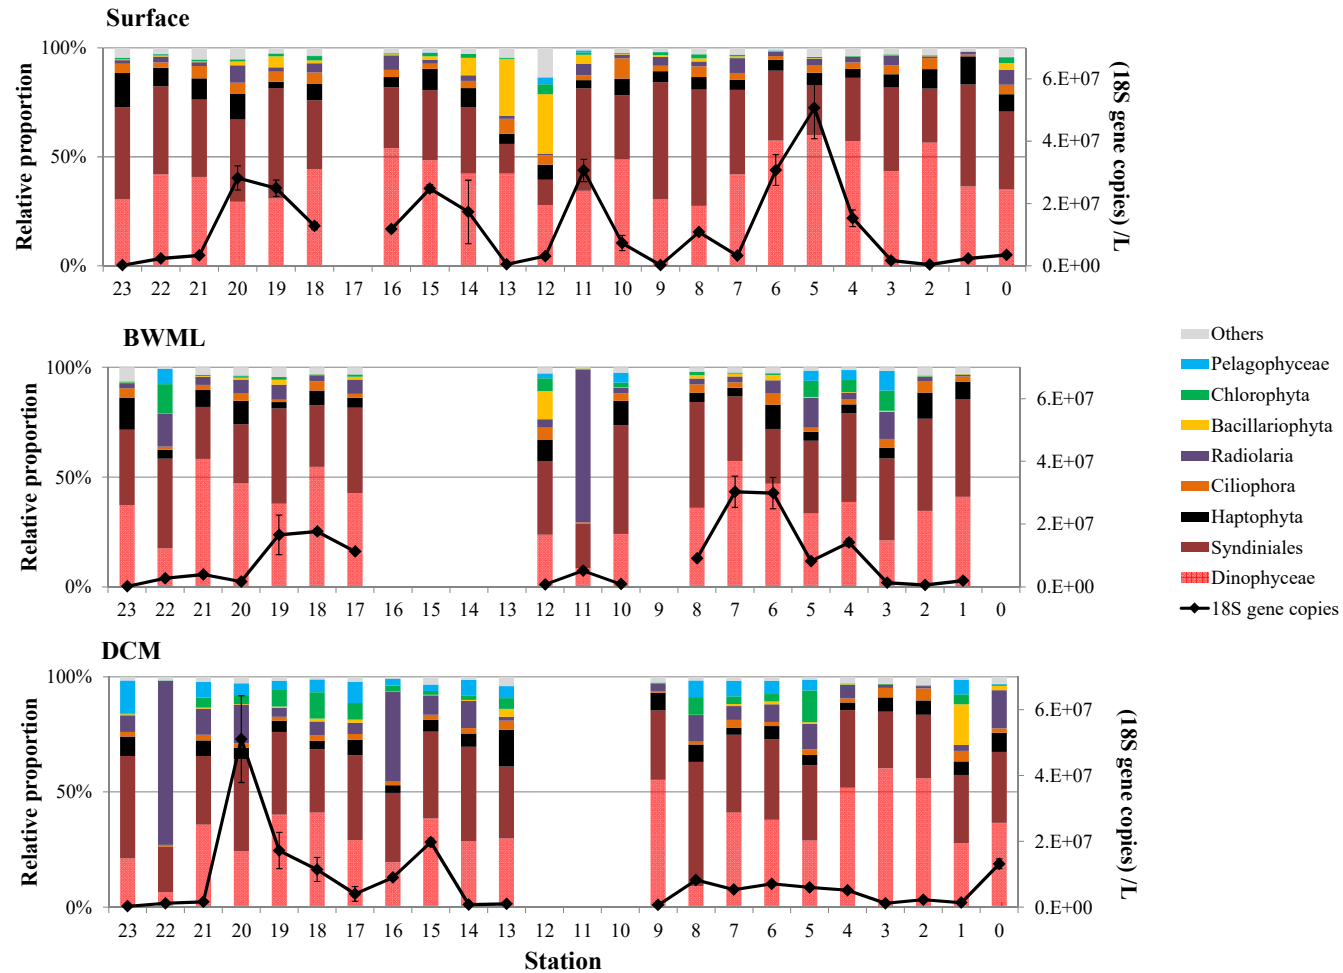 Surface
100%
50%
0%
Relative proportion
6.E+07
4.E+07
2.E+07
0.E+00
(18S gene copies) /L
23 22 21 20 19 18 17 16 15 14 13 12 11 10 9 8 7 6 5 4 3 2 1 0
BWML
100%
50%
0%
Relative proportion
6.E+07
4.E+07
2.E+07
0.E+00
23 22 21 20 19 18 17 16 15 14 13 12 11 10 9 8 7 6 5 4 3 2 1 0
Others
Pelagophyceae
Chlorophyta
Bacillariophyta
Radiolaria
Ciliophora
Haptophyta
Syndiniales
Dinophyceae
18S gene copies
DCM
100%
50%
0%
Relative proportion
6.E+07
4.E+07
2.E+07
0.E+00
(18S gene copies) /L
23 22 21 20 19 18 17 16 15 14 13 12 11 10 9 8 7 6 5 4 3 2 1 0
Station